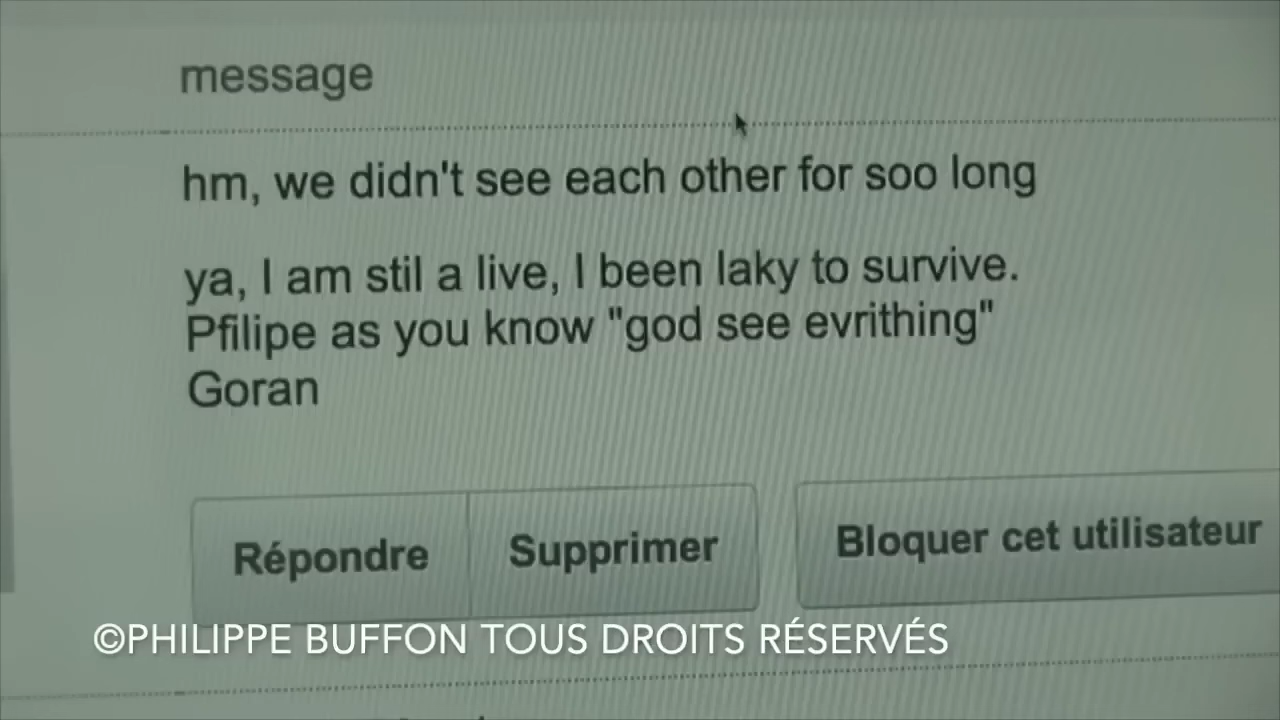 message
hm, we didn't see each other for soo long
ya, I am stil a live, I been laky to survive.
Pfilipe as you know "god see evrithing"
Goran
Répondre Supprimer Bloquer cet utilisateur
©PHILIPPE BUFFON TOUS DROITS RÉSERVÉS